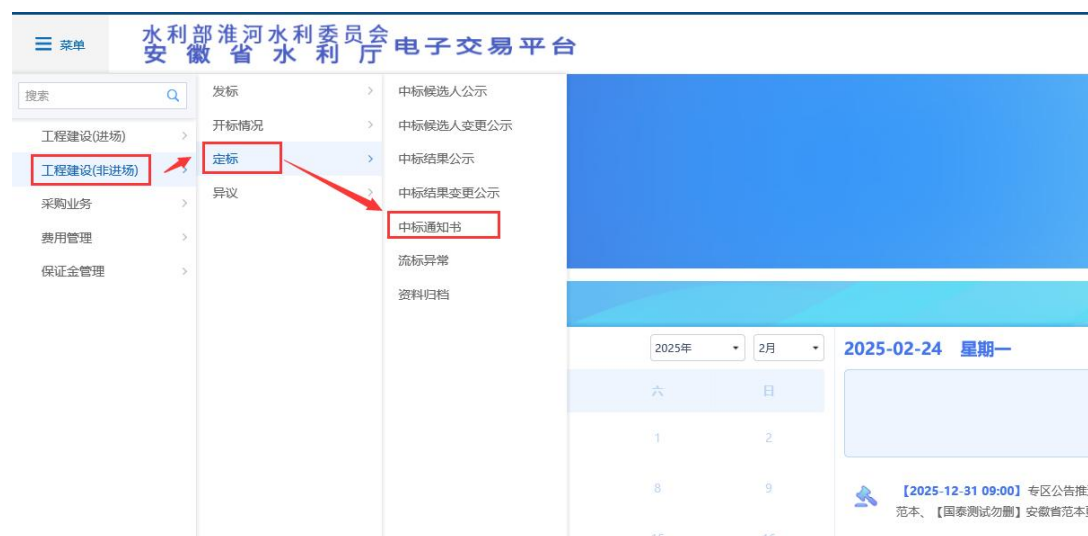 菜单
水利部淮河水利委员会
安徽省水利厅
电子交易平台
搜索
工程建设(进场)
工程建设(非进场)
采购业务
费用管理
保证金管理
发标
开标情况
定标
异议
中标候选人公示
中标候选人变更公示
中标结果公示
中标结果变更公示
中标通知书
流标异常
资料归档
2025年
2月
2025-02-24 星期一
六 日
1 2
8 9
【2025-12-31 09:00】专区公告推
范本、【国泰测试勿删】安徽省范本